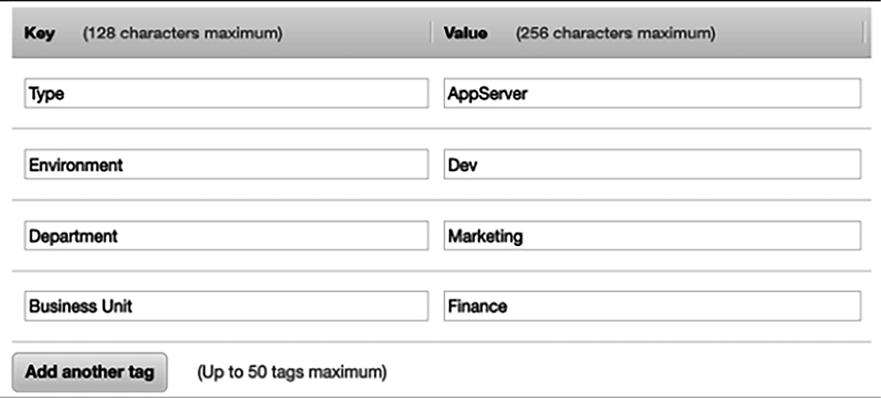 Key (128 characters maximum) Value (256 characters maximum)
Type AppServer
Environment Dev
Department Marketing
Business Unit Finance
Add another tag (Up to 50 tags maximum)